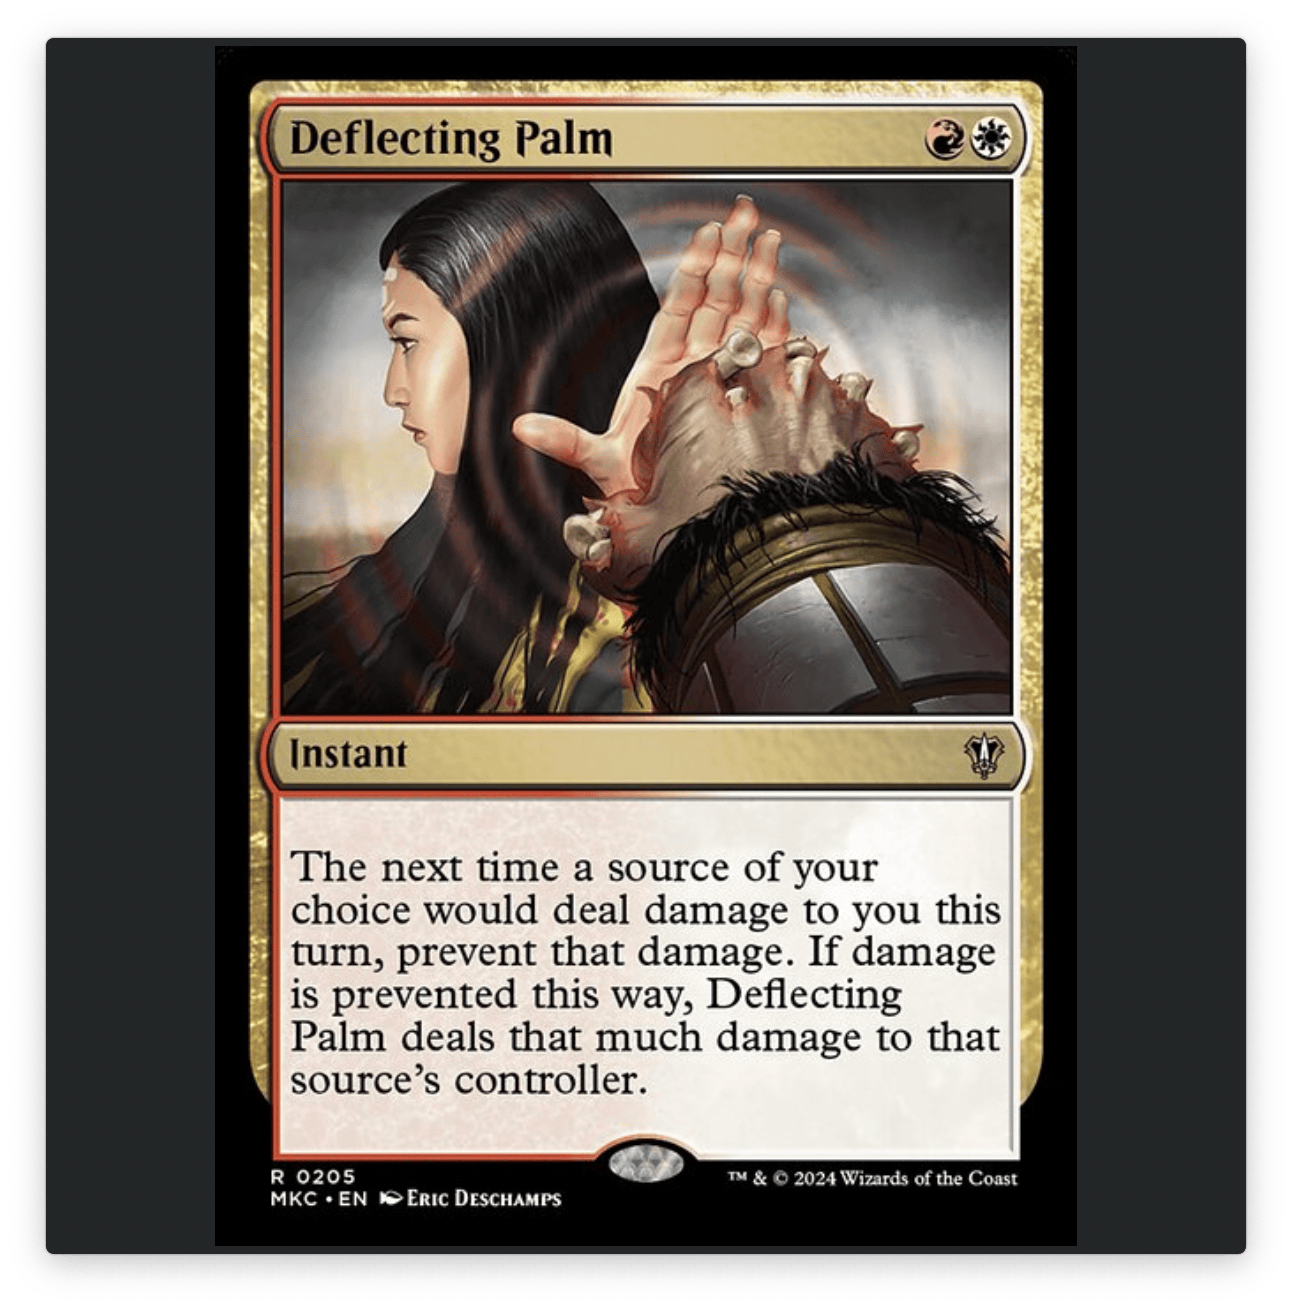 Deflecting Palm
Instant
The next time a source of your
choice would deal damage to you this
turn, prevent that damage. If damage
is prevented this way, Deflecting
Palm deals that much damage to that
source's controller.
R 0205
MKC • EN Eric Deschamps
™ & © 2024 Wizards of the Coast